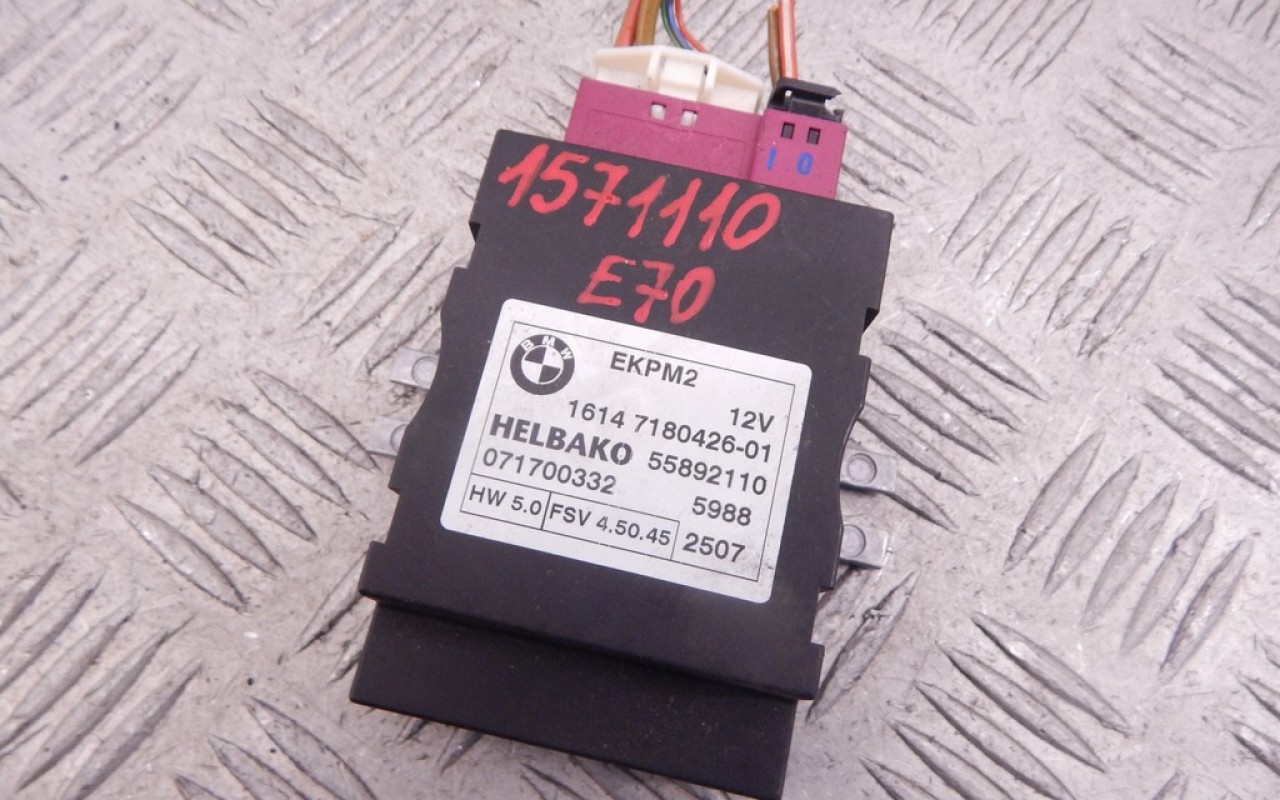 1.0
1571110
E70
BMW
EKPM2
12V
1614 7180426-01
HELBAKO 55892110
071700332 5988
HW 5.0 FSV 4.50.45 2507